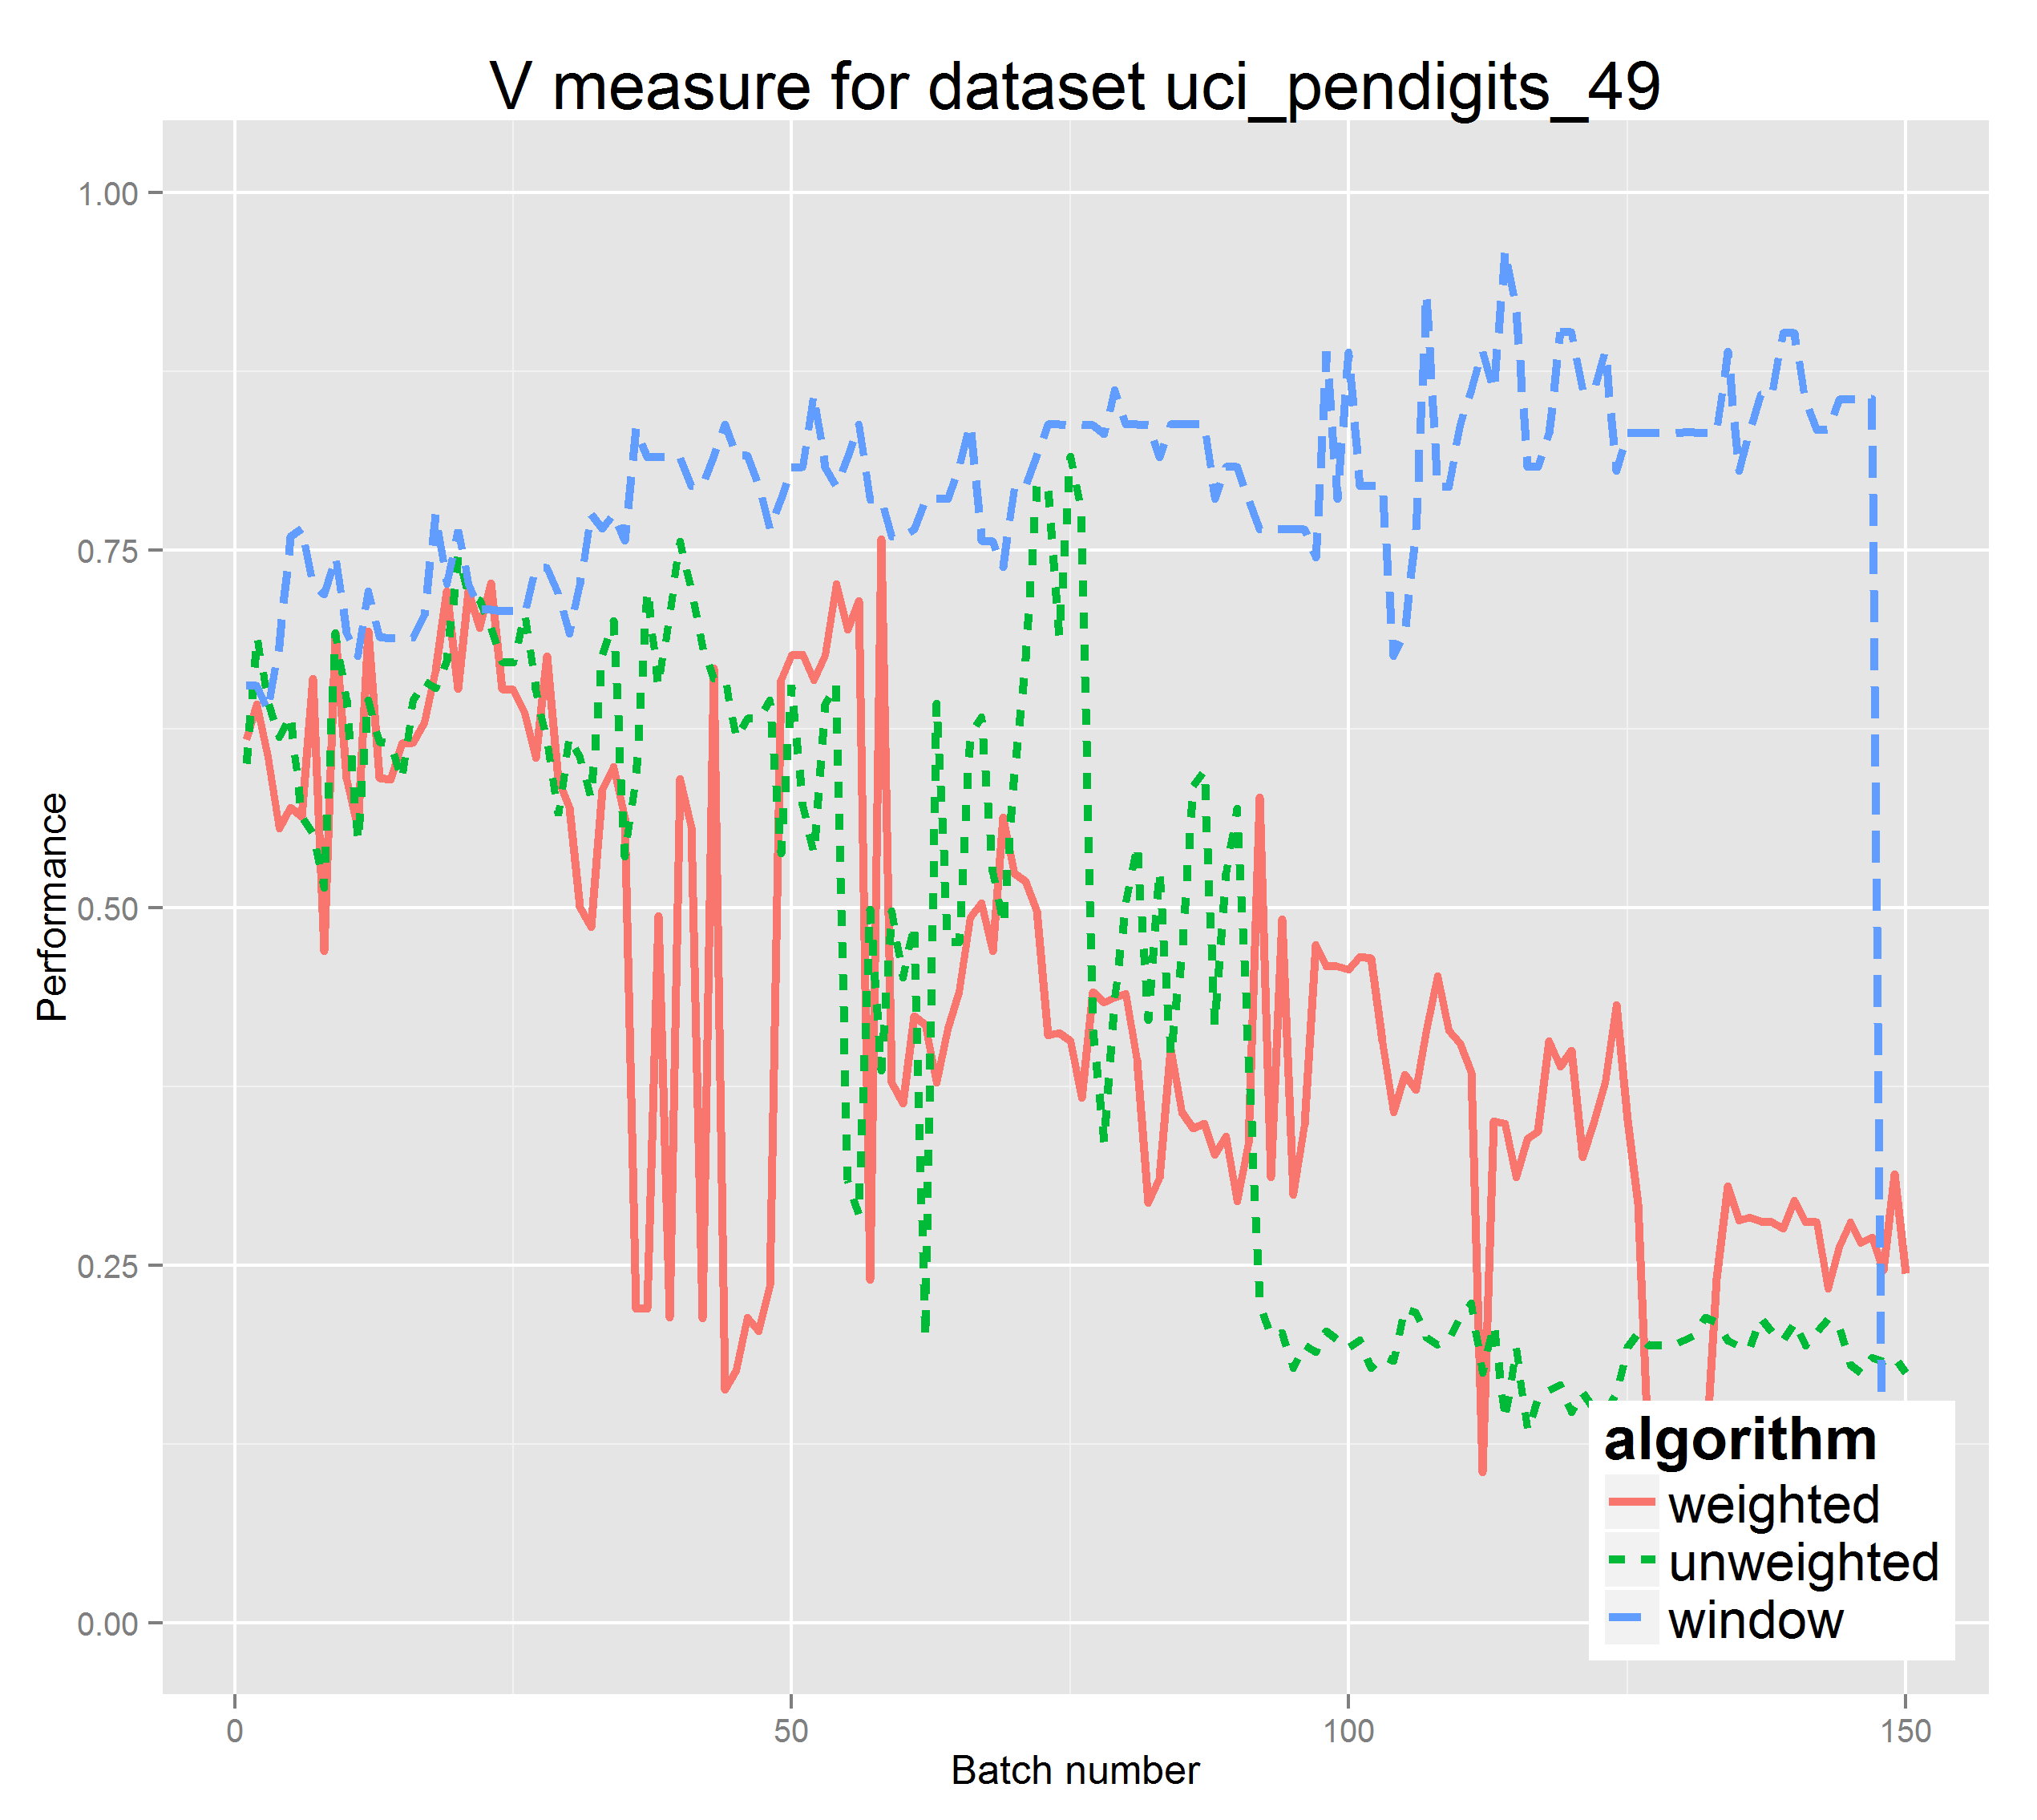 V measure for dataset uci_pendigits_49
1.00
0.75
0.50
0.25
0.00
Performance
0
50
100
150
Batch number
algorithm
weighted
unweighted
window